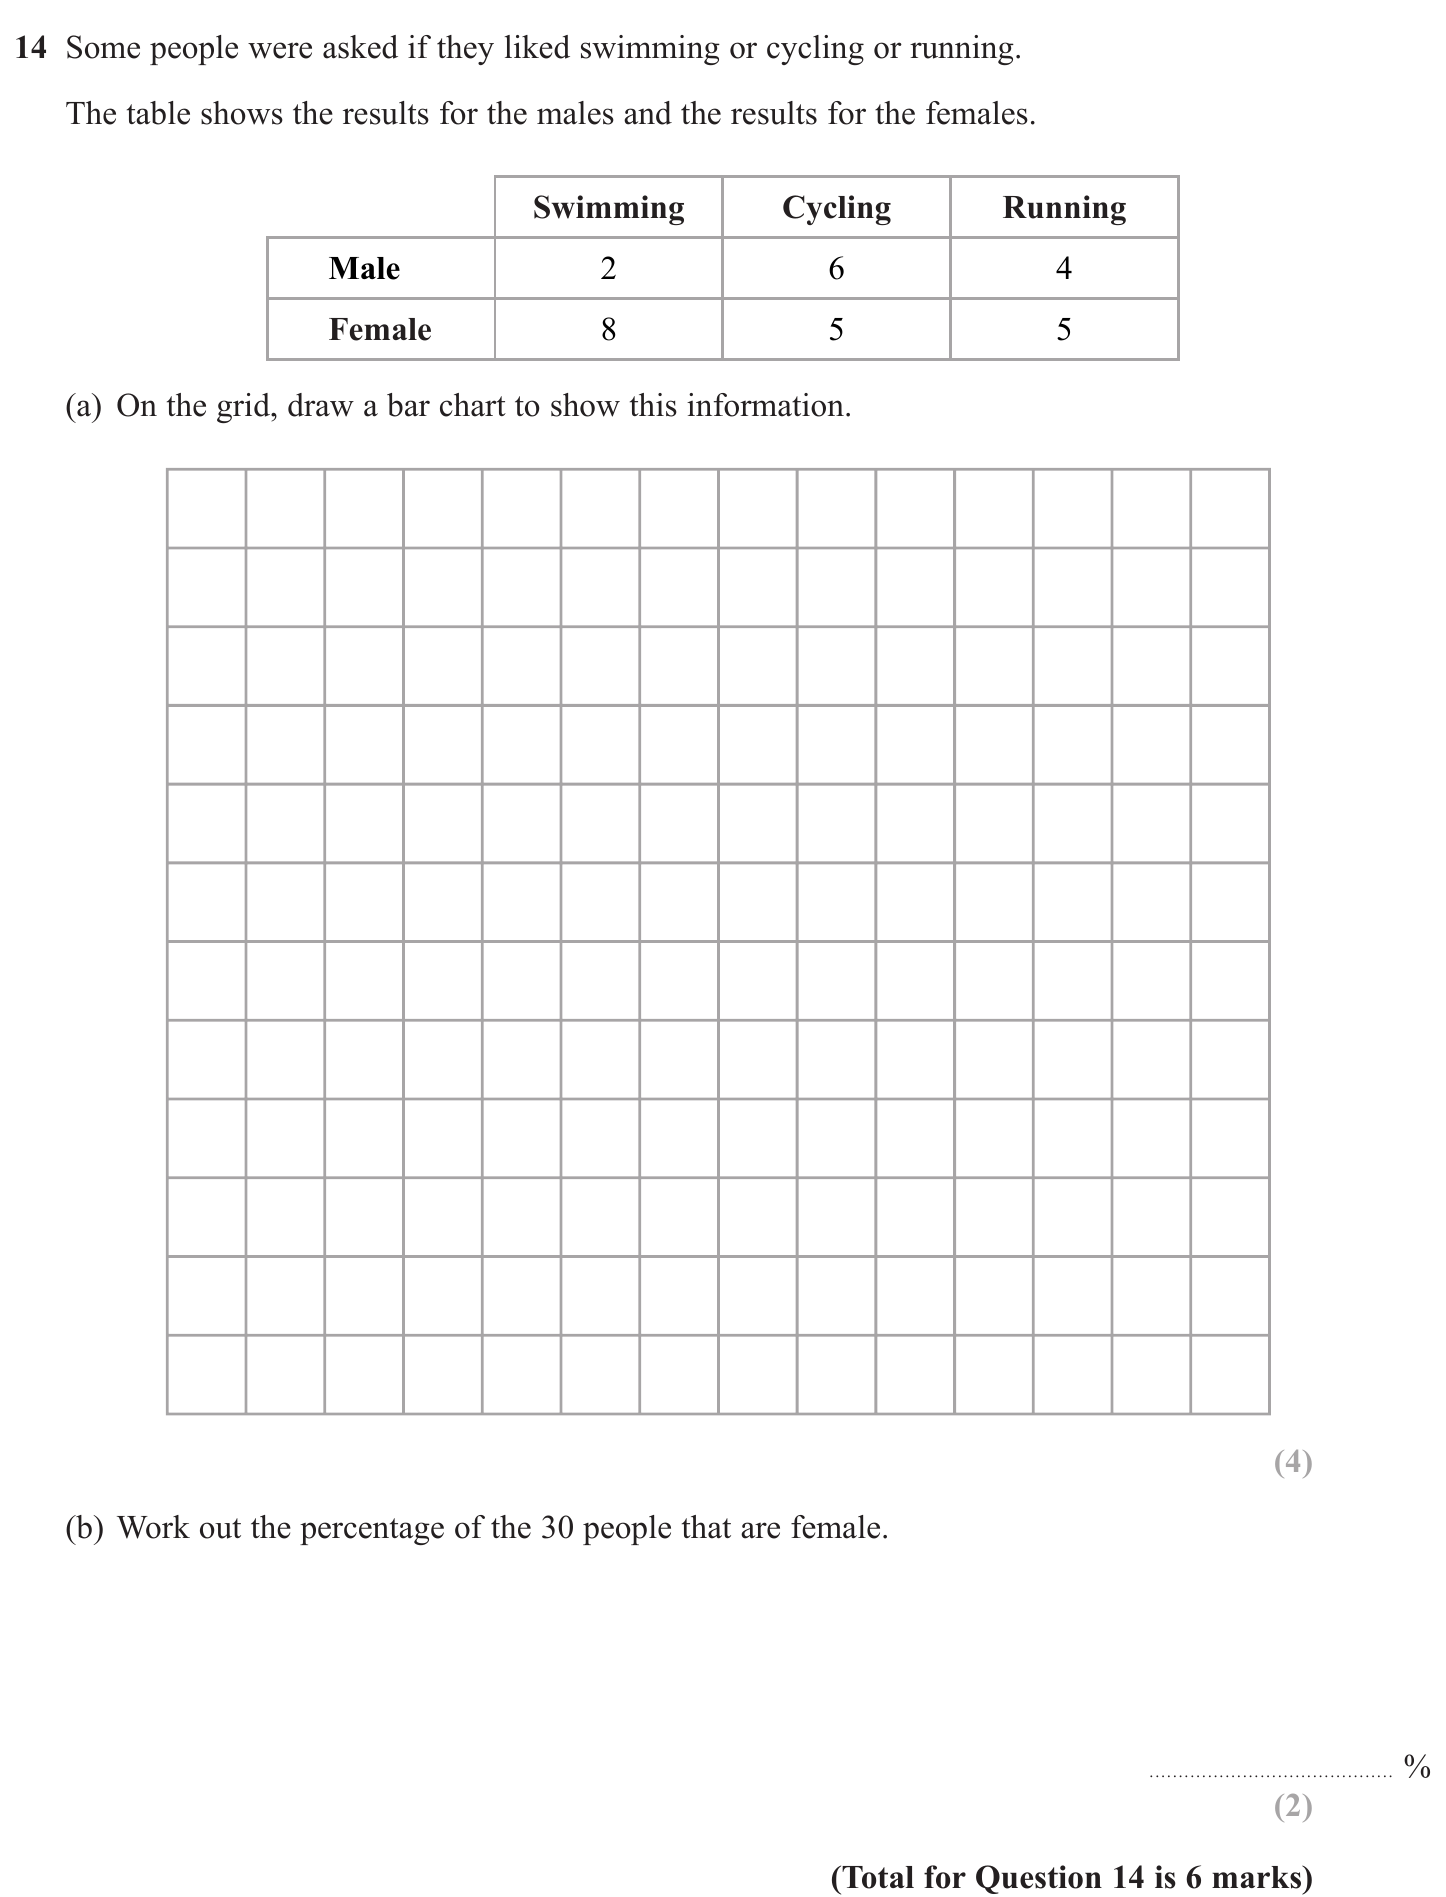 14 Some people were asked if they liked swimming or cycling or running.
The table shows the results for the males and the results for the females.
Swimming Cycling Running
Male 2 6 4
Female 8 5 5
(a) On the grid, draw a bar chart to show this information.
(4)
(b) Work out the percentage of the 30 people that are female.
.......................................... %
(2)
(Total for Question 14 is 6 marks)